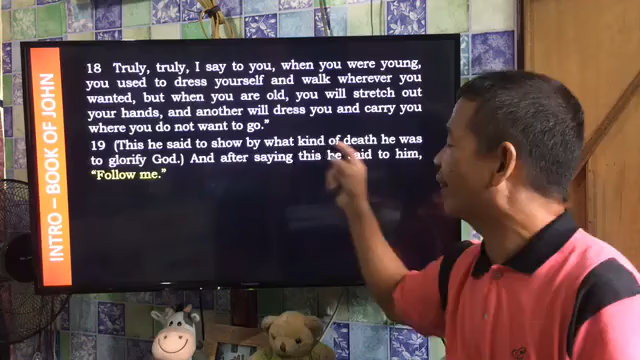 INTRO – BOOK OF JOHN
18 Truly, truly, I say to you, when you were young,
you used to dress yourself and walk wherever you
wanted, but when you are old, you will stretch out
your hands, and another will dress you and carry you
where you do not want to go.”
19 (This he said to show by what kind of death he was
to glorify God.) And after saying this he said to him,
“Follow me.”